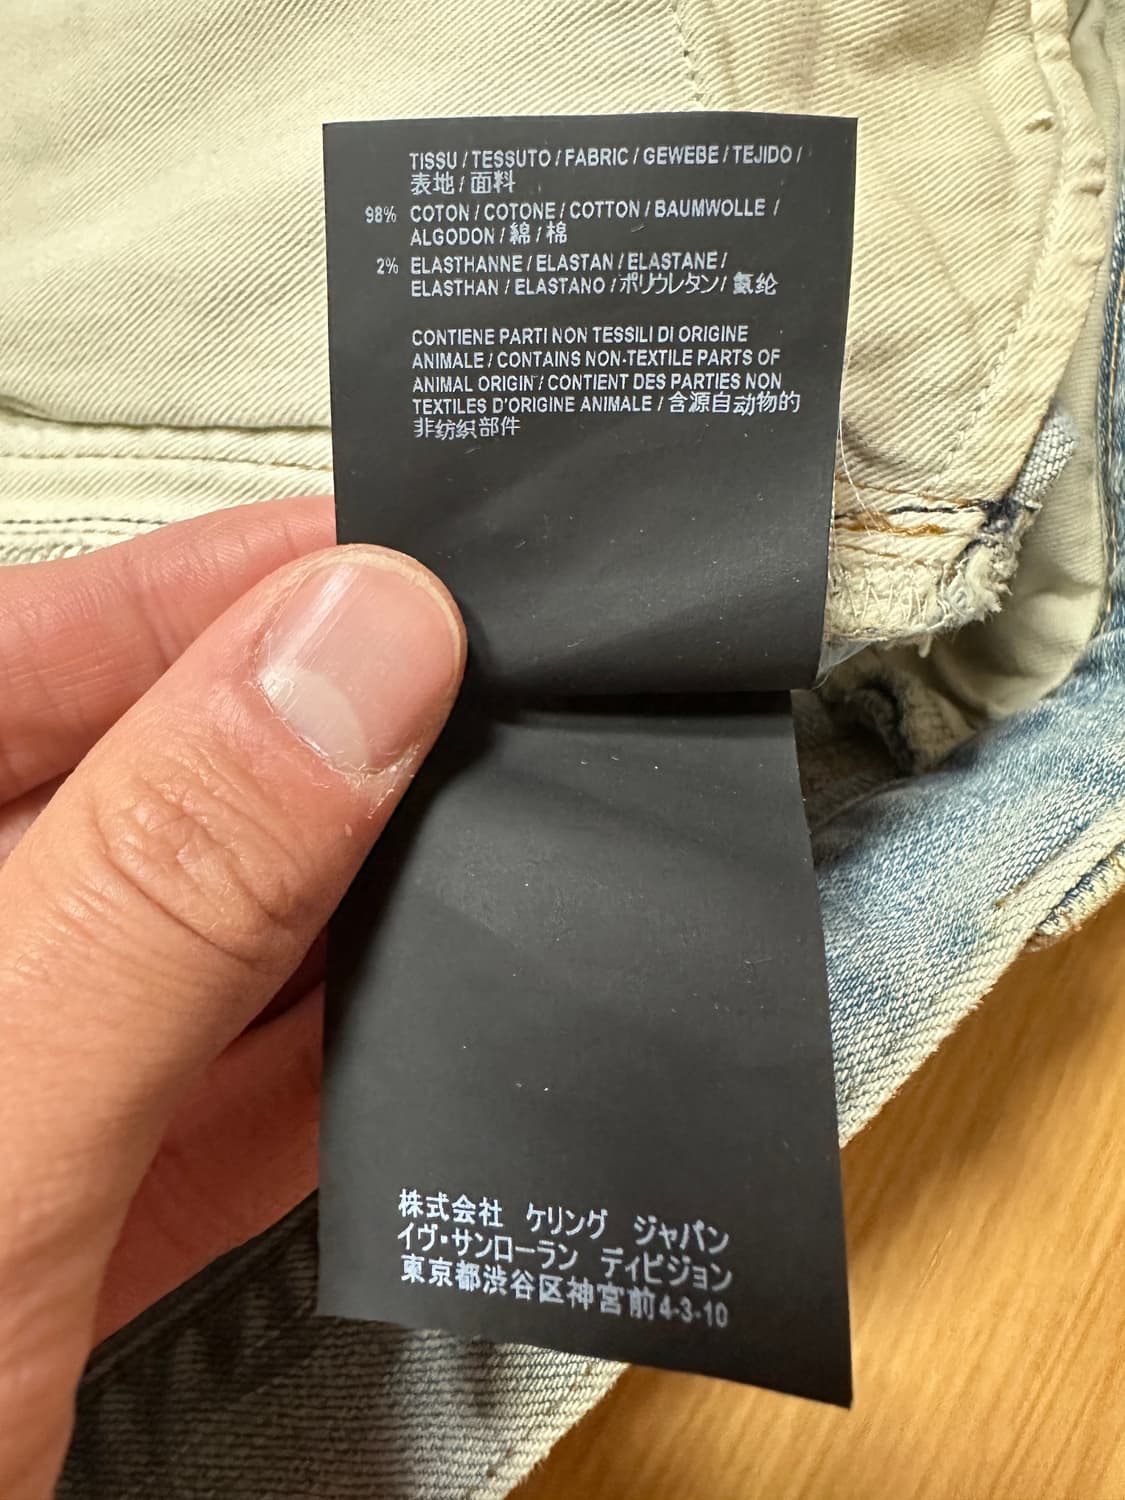 TISSU / TESSUTO / FABRIC / GEWEBE / TEJIDO /
表地 / 面料
98% COTON / COTONE / COTTON / BAUMWOLLE /
ALGODON / 綿 / 棉
2% ELASTHANNE / ELASTAN / ELASTANE /
ELASTHAN / ELASTANO / ポリウレタン / 氨纶
CONTIENE PARTI NON TESSILI DI ORIGINE
ANIMALE / CONTAINS NON-TEXTILE PARTS OF
ANIMAL ORIGIN / CONTIENT DES PARTIES NON
TEXTILES D'ORIGINE ANIMALE / 含源自动物的
非纺织部件
株式会社 ケリング ジャパン
イヴ・サンローラン ディビジョン
東京都渋谷区神宮前4-3-10